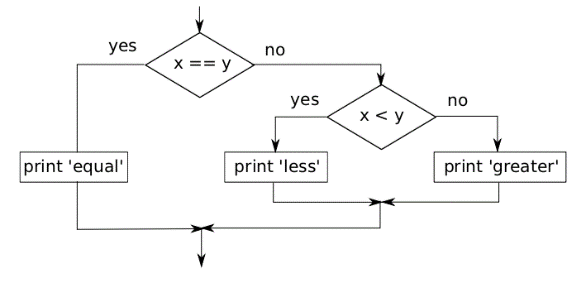 yes
no
x == y
yes
no
x < y
print 'equal'
print 'less'
print 'greater'